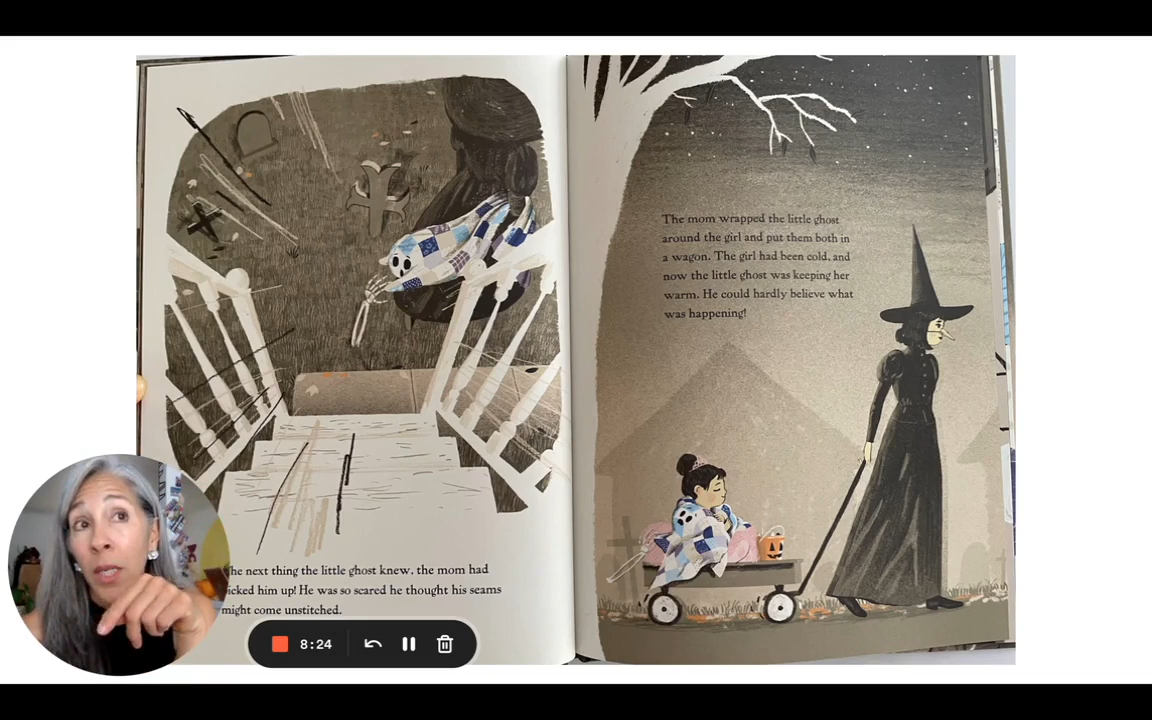 The mom wrapped the little ghost
around the girl and put them both in
a wagon. The girl had been cold, and
now the little ghost was keeping her
warm. He could hardly believe what
was happening!
he next thing the little ghost knew, the mom had
icked him up! He was so scared he thought his seams
might come unstitched.
8:24